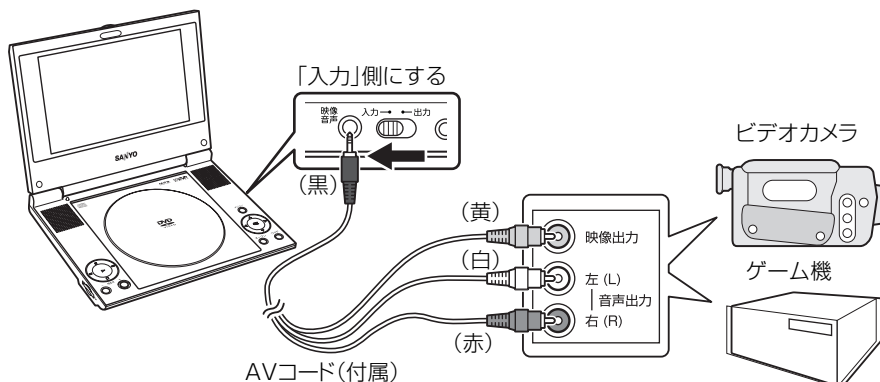 「入力」側にする
映像
音声
入力 出力
SANYO
(黒)
DVD
ビデオカメラ
(黄)
映像出力
(白)
左 (L)
音声出力
右 (R)
(赤)
ゲーム機
AVコード(付属)